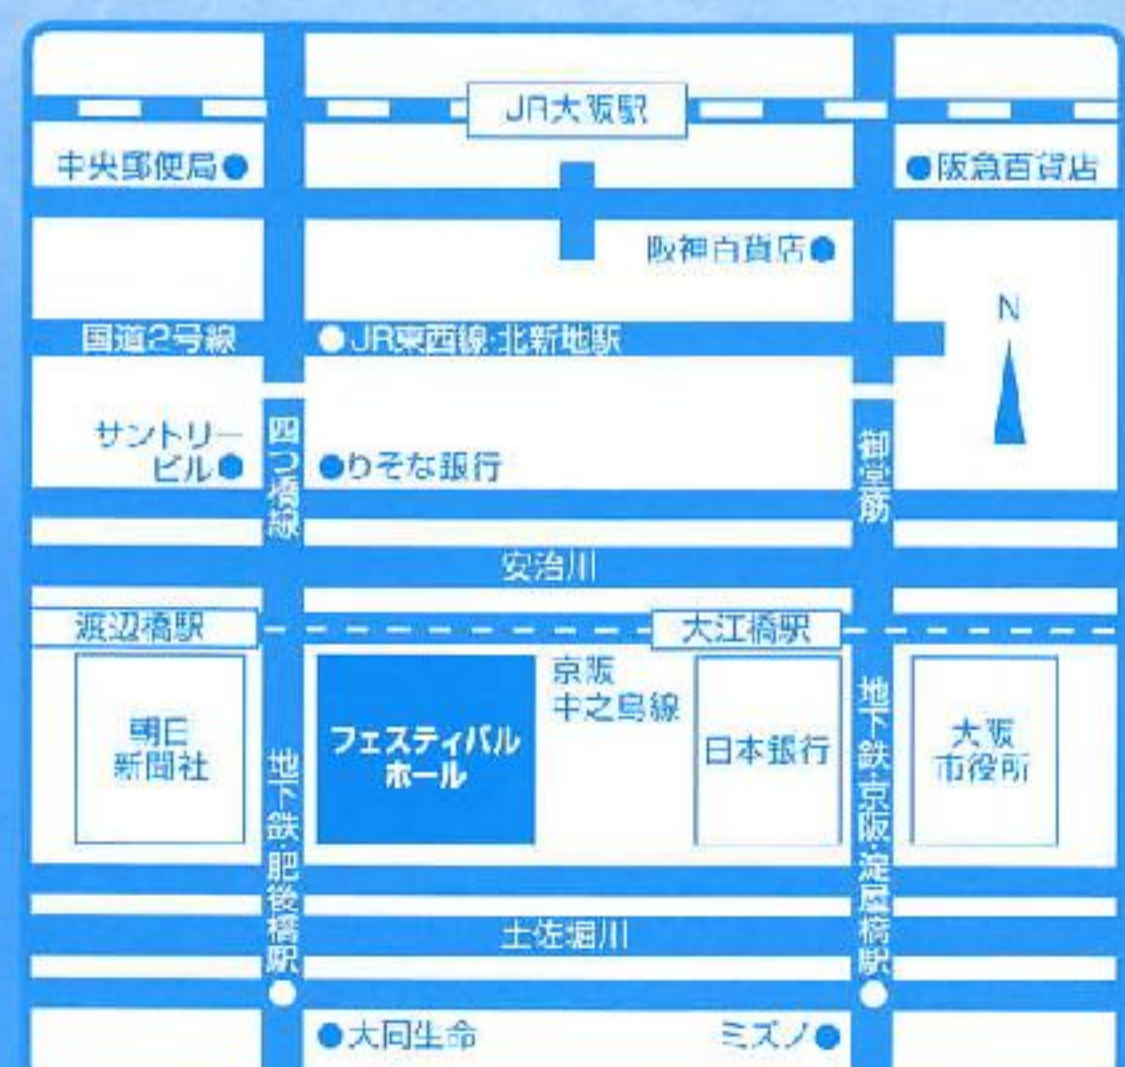 JR大阪駅
中央郵便局
阪急百貨店
阪神百貨店
N
国道2号線
JR東西線・北新地駅
サントリー
ビル
四つ橋線
りそな銀行
御堂筋
安治川
渡辺橋駅
大江橋駅
朝日
新聞社
フェスティバル
ホール
京阪
中之島線
日本銀行
大阪
市役所
地下鉄・肥後橋駅
地下鉄・京阪・淀屋橋駅
土佐堀川
大同生命
ミズノ